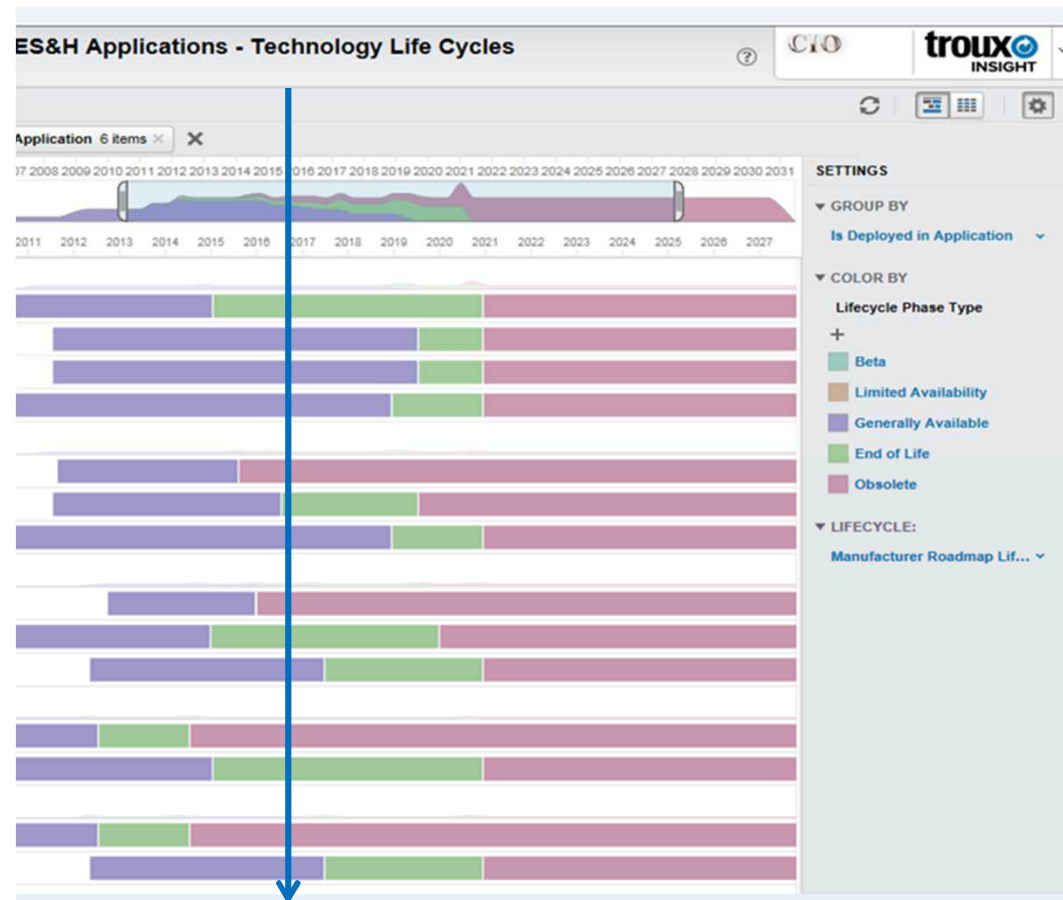 ES&H Applications - Technology Life Cycles
?
CIO
troux
INSIGHT
Application 6 items ×
07 2008 2009 2010 2011 2012 2013 2014 2015 2016 2017 2018 2019 2020 2021 2022 2023 2024 2025 2026 2027 2028 2029 2030 2031
2011 2012 2013 2014 2015 2016 2017 2018 2019 2020 2021 2022 2023 2024 2025 2026 2027
SETTINGS
GROUP BY
Is Deployed in Application
COLOR BY
Lifecycle Phase Type
+
Beta
Limited Availability
Generally Available
End of Life
Obsolete
LIFECYCLE:
Manufacturer Roadmap Lif...